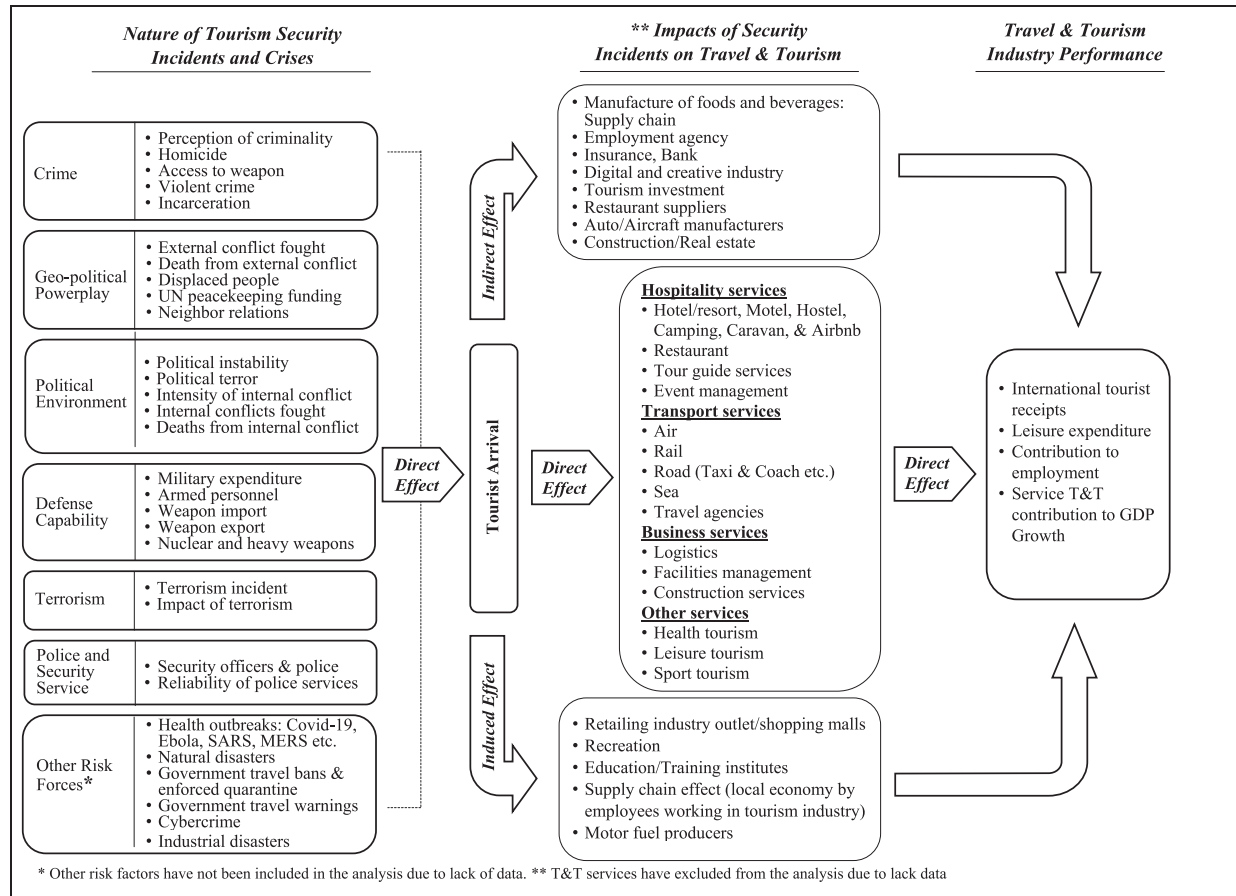 Nature of Tourism Security
Incidents and Crises
** Impacts of Security
Incidents on Travel & Tourism
Travel & Tourism
Industry Performance
Crime
• Perception of criminality
• Homicide
• Access to weapon
• Violent crime
• Incarceration
Geo-political
Powerplay
• External conflict fought
• Death from external conflict
• Displaced people
• UN peacekeeping funding
• Neighbor relations
Political
Environment
• Political instability
• Political terror
• Intensity of internal conflict
• Internal conflicts fought
• Deaths from internal conflict
Defense
Capability
• Military expenditure
• Armed personnel
• Weapon import
• Weapon export
• Nuclear and heavy weapons
Terrorism
• Terrorism incident
• Impact of terrorism
Police and
Security
Service
• Security officers & police
• Reliability of police services
Other Risk
Forces*
• Health outbreaks: Covid-19,
Ebola, SARS, MERS etc.
• Natural disasters
• Government travel bans &
enforced quarantine
• Government travel warnings
• Cybercrime
• Industrial disasters
Direct
Effect
Indirect Effect
Tourist Arrival
Induced Effect
Direct
Effect
• Manufacture of foods and beverages:
Supply chain
• Employment agency
• Insurance, Bank
• Digital and creative industry
• Tourism investment
• Restaurant suppliers
• Auto/Aircraft manufacturers
• Construction/Real estate
Hospitality services
• Hotel/resort, Motel, Hostel,
Camping, Caravan, & Airbnb
• Restaurant
• Tour guide services
• Event management
Transport services
• Air
• Rail
• Road (Taxi & Coach etc.)
• Sea
• Travel agencies
Business services
• Logistics
• Facilities management
• Construction services
Other services
• Health tourism
• Leisure tourism
• Sport tourism
• Retailing industry outlet/shopping malls
• Recreation
• Education/Training institutes
• Supply chain effect (local economy by
employees working in tourism industry)
• Motor fuel producers
Direct
Effect
• International tourist
receipts
• Leisure expenditure
• Contribution to
employment
• Service T&T
contribution to GDP
Growth
* Other risk factors have not been included in the analysis due to lack of data. ** T&T services have excluded from the analysis due to lack data